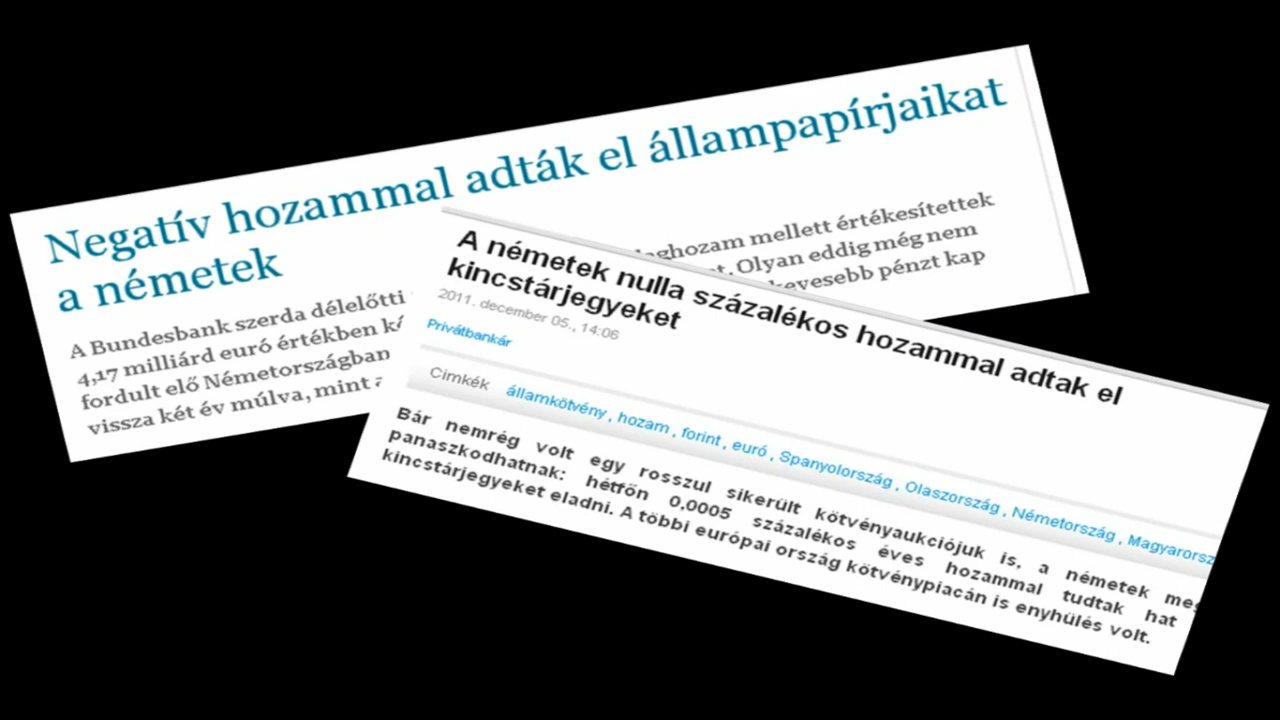 Negatív hozammal adták el állampapírjaikat
a németek
A Bundesbank szerda délelőtti mellett értékesítettek
4,17 milliárd euró értékben Olyan eddig még nem
fordult elő Németországban kevesebb pénzt kap
vissza két év múlva, mint
A németek nulla százalékos hozammal adtak el
kincstárjegyeket
2011. december 05., 14:06
Privátbankár
Cimkék államkötvény , hozam , forint , euró , Spanyolország , Olaszország , Németország ,
Bár nemrég volt egy rosszul sikerült kötvényaukciójuk is, a németek
panaszkodhatnak: hétfőn 0,0005 százalékos éves hozammal tudtak hat
kincstárjegyeket eladni. A többi európai ország kötvénypiacán is enyhülés volt.